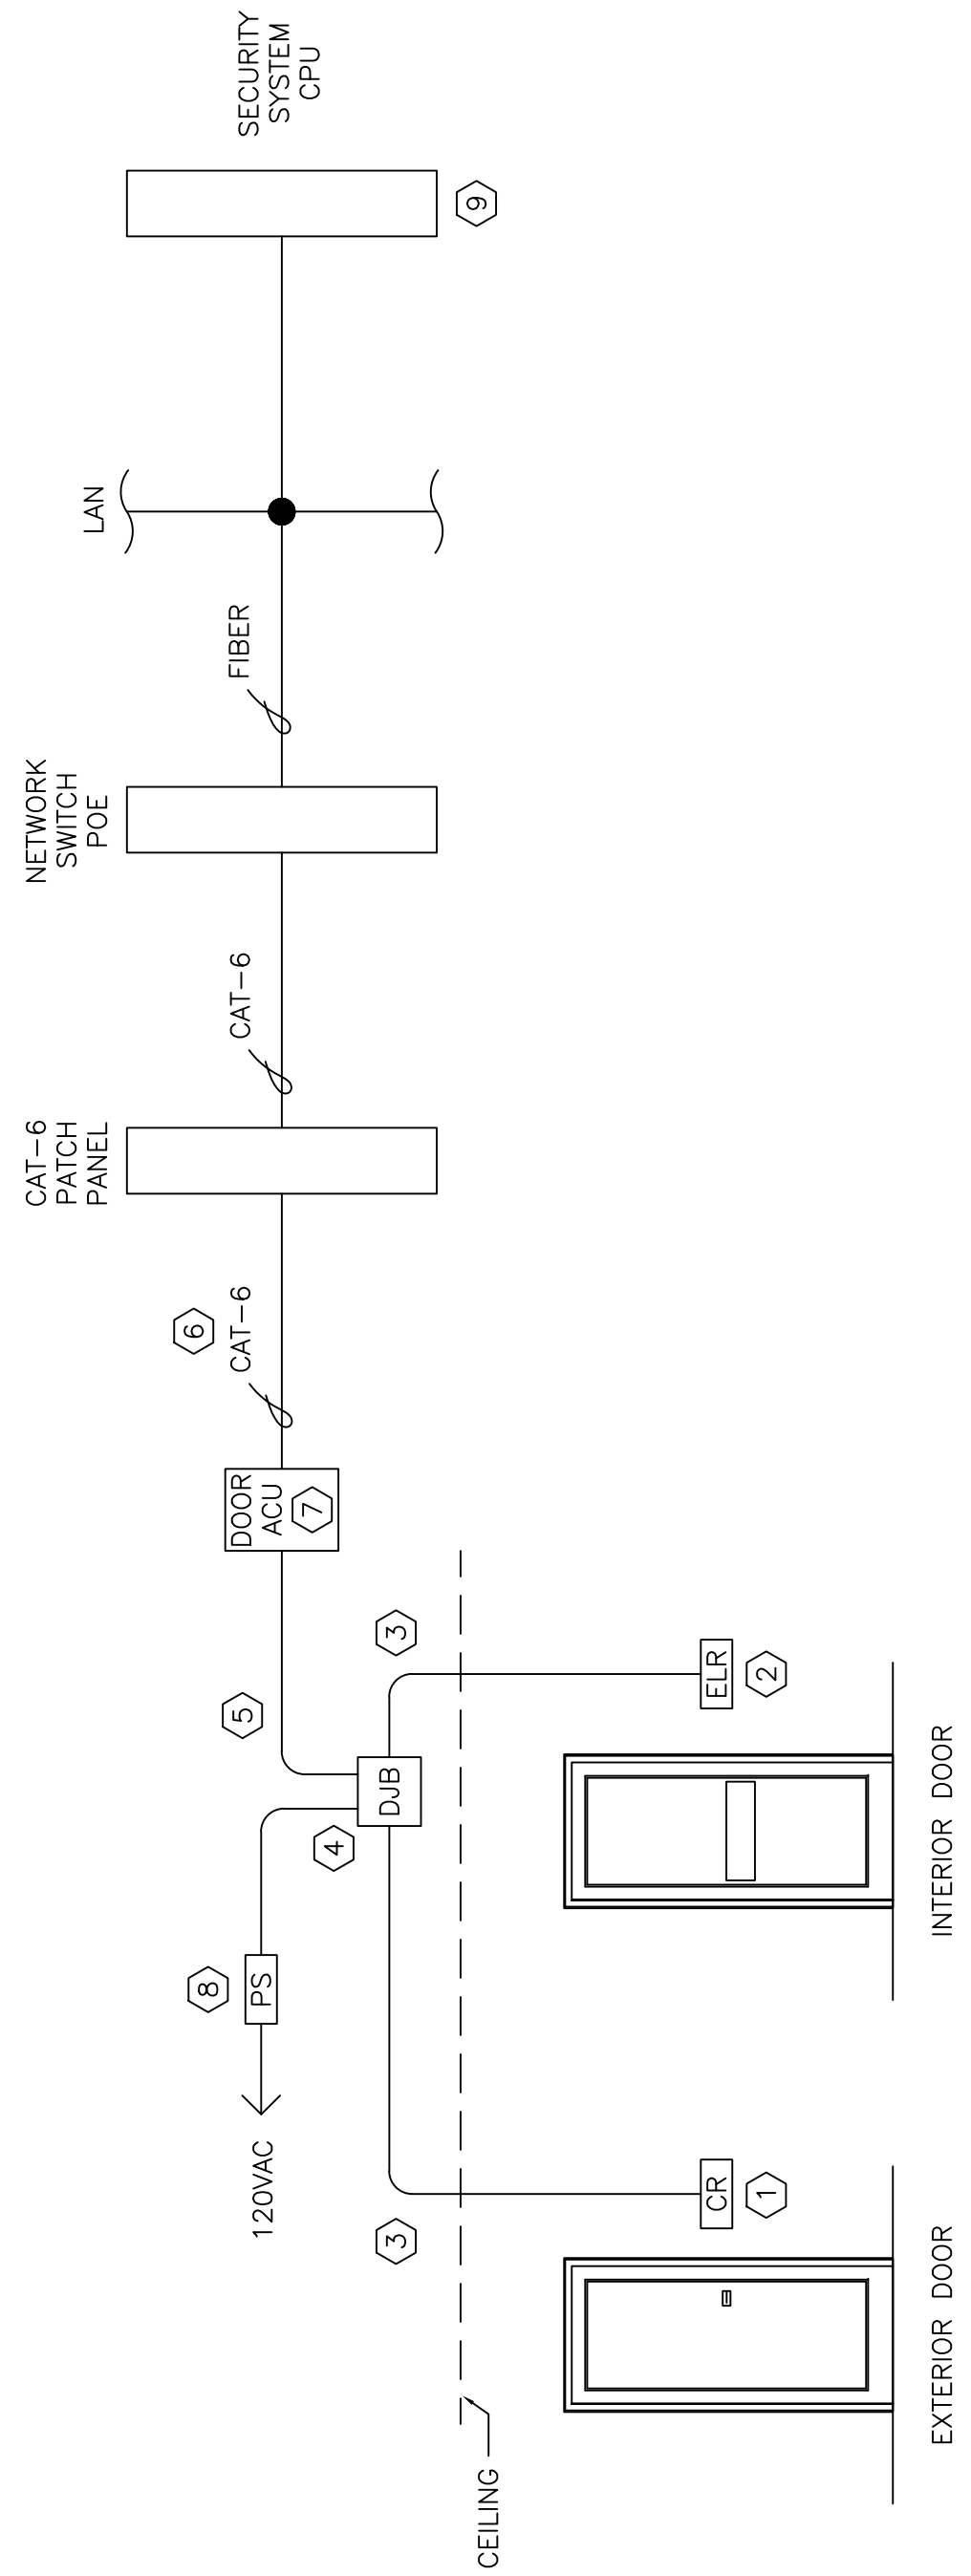 SECURITY
SYSTEM
CPU
9
LAN
FIBER
NETWORK
SWITCH
POE
CAT-6
CAT-6
PATCH
PANEL
6
CAT-6
DOOR
ACU
7
3
5
ELR
2
DJB
4
8
PS
120VAC
3
CR
1
INTERIOR DOOR
EXTERIOR DOOR
CEILING